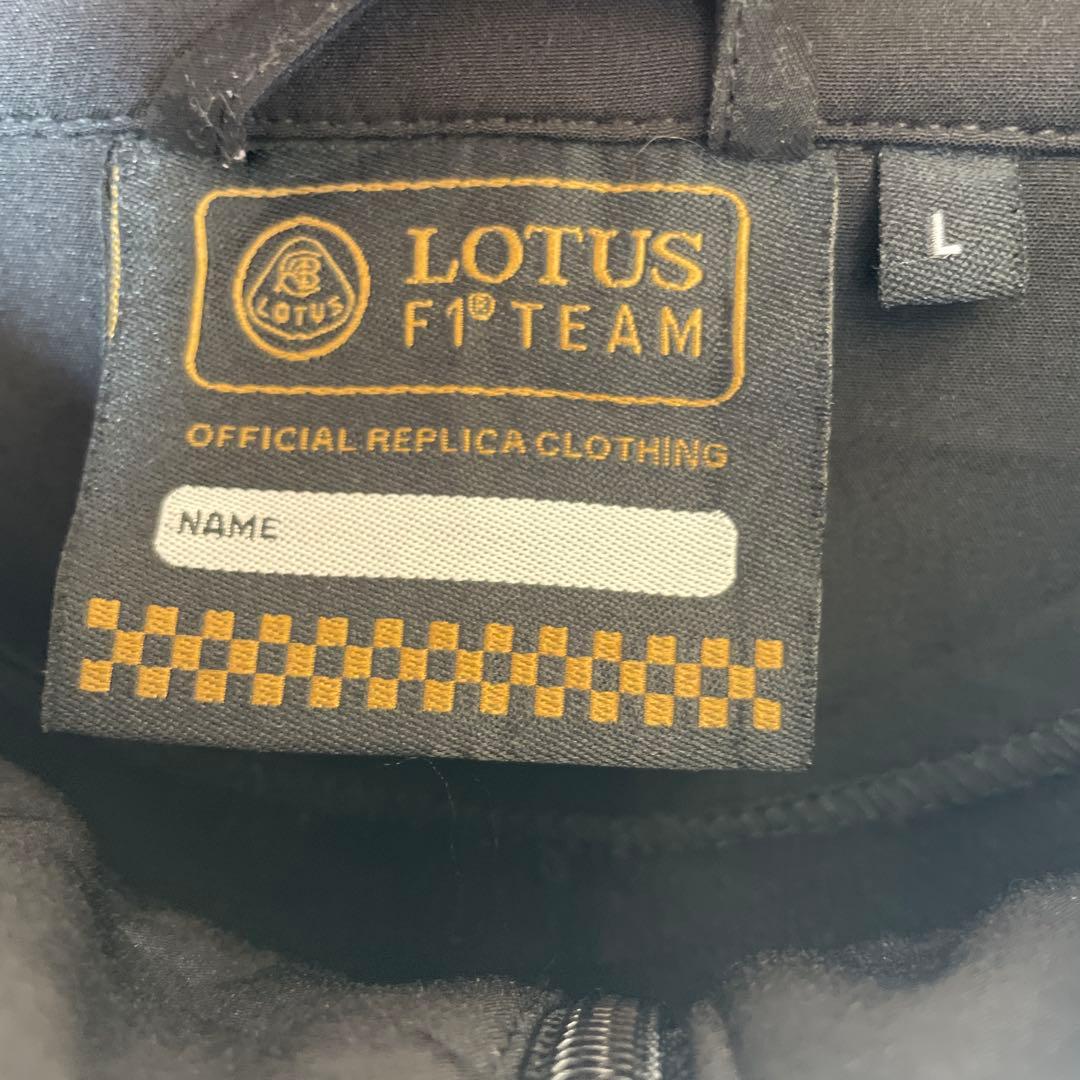 LOTUS
F1® TEAM
LOTUS
OFFICIAL REPLICA CLOTHING
NAME
L